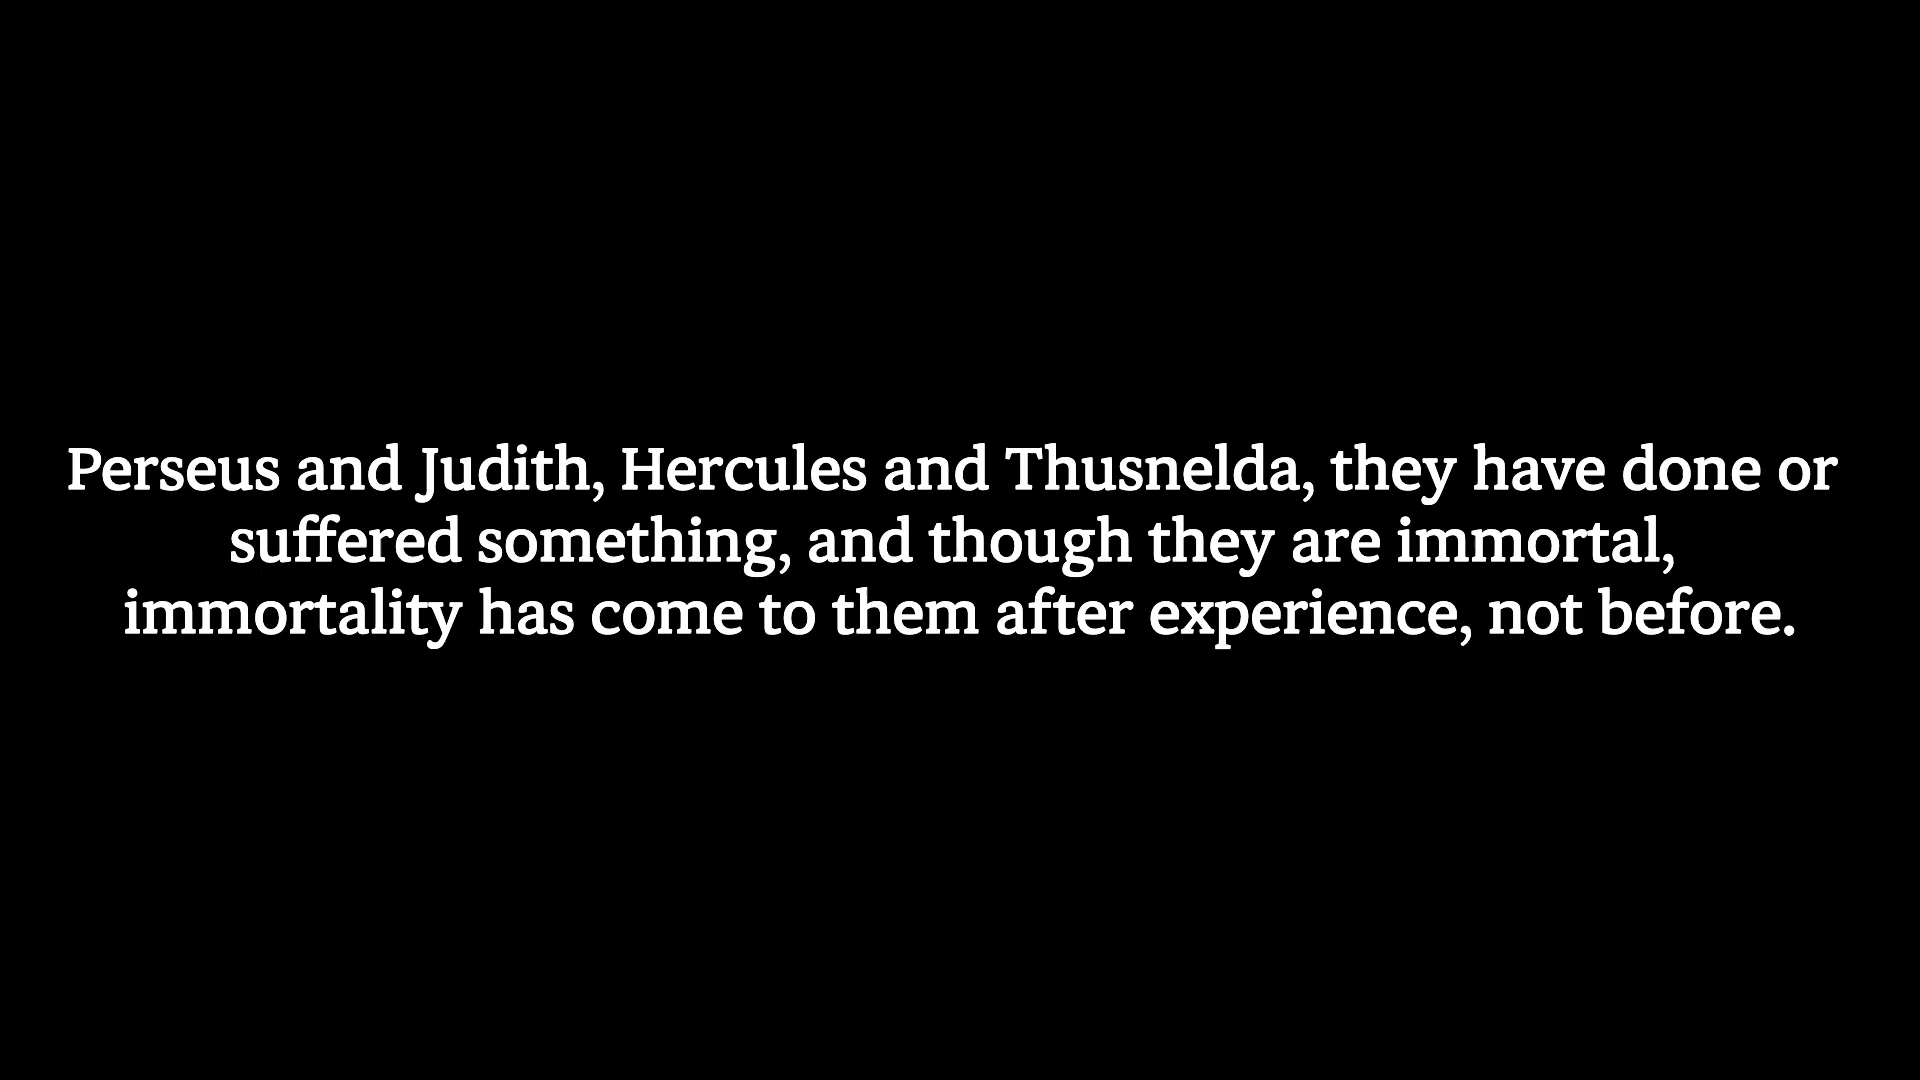 Perseus and Judith, Hercules and Thusnelda, they have done or
suffered something, and though they are immortal,
immortality has come to them after experience, not before.